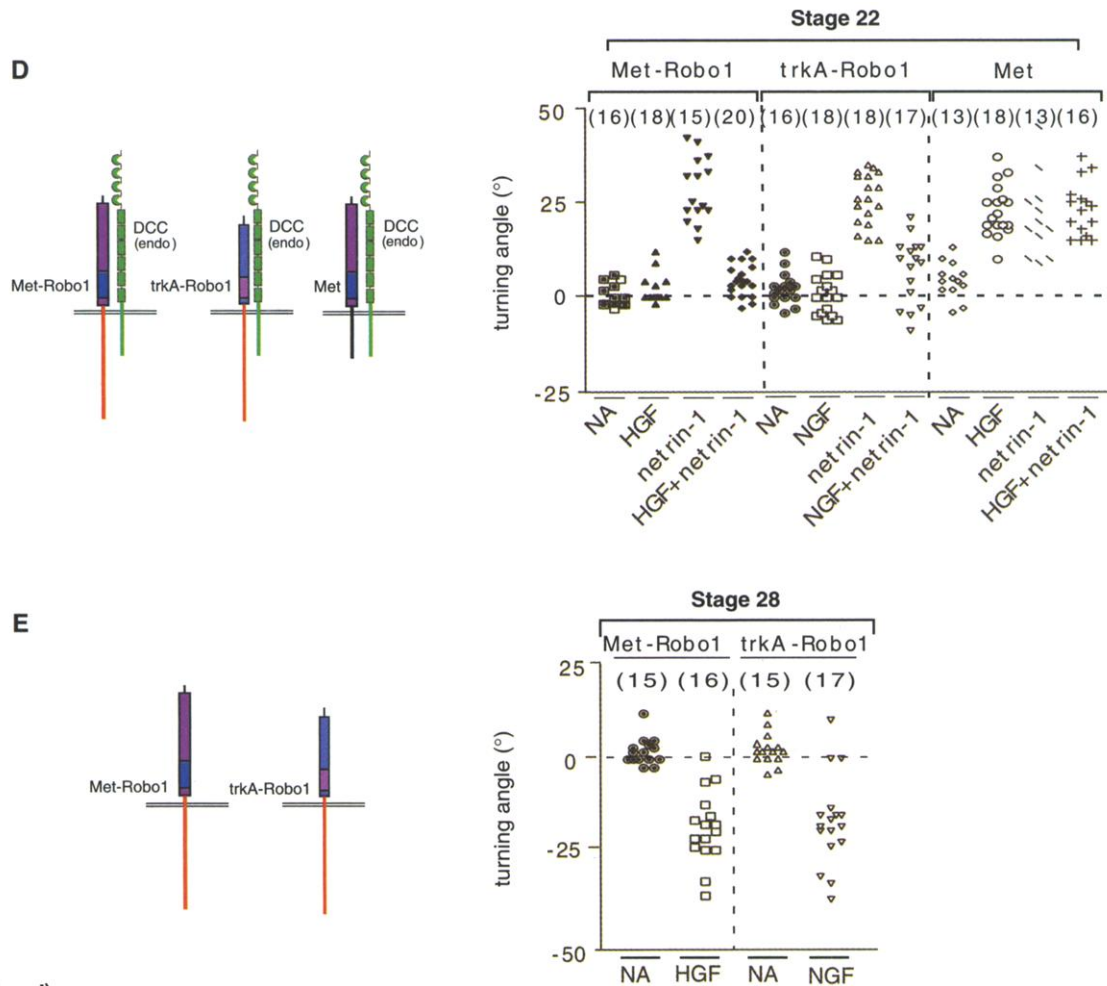 D
Stage 22
Met-Robo1 trkA-Robo1 Met
50
(16)(18)(15)(20)(16)(18)(18)(17)(13)(18)(13)(16)
25
0
-25
turning angle (°)
NA
HGF
netrin-1
HGF+netrin-1
NA
NGF
netrin-1
NGF+netrin-1
NA
HGF
netrin-1
HGF+netrin-1
DCC
(endo)
Met-Robo1
DCC
(endo)
trkA-Robo1
DCC
(endo)
Met
E
Stage 28
Met-Robo1 trkA-Robo1
25
(15) (16) (15) (17)
0
-25
-50
turning angle (°)
NA HGF NA NGF
Met-Robo1
trkA-Robo1